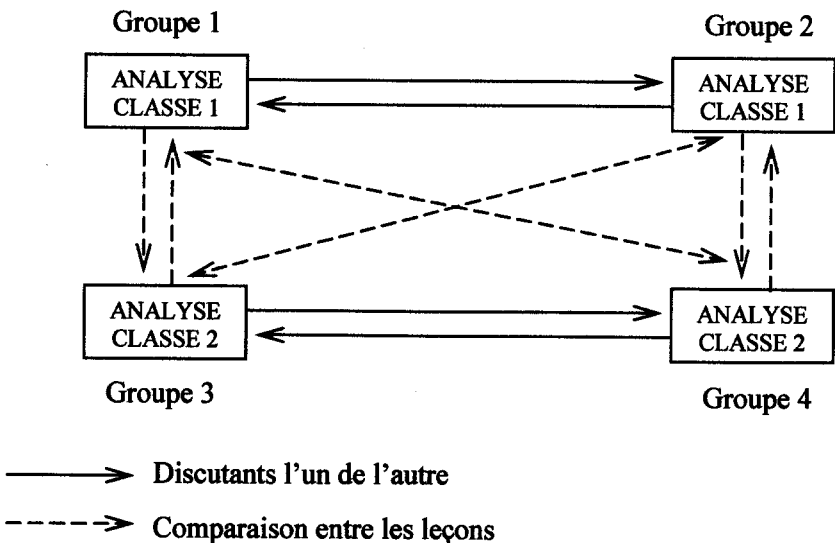 Groupe 1
Groupe 2
ANALYSE
CLASSE 1
ANALYSE
CLASSE 1
ANALYSE
CLASSE 2
ANALYSE
CLASSE 2
Groupe 3
Groupe 4
Discutants l'un de l'autre
Comparaison entre les leçons